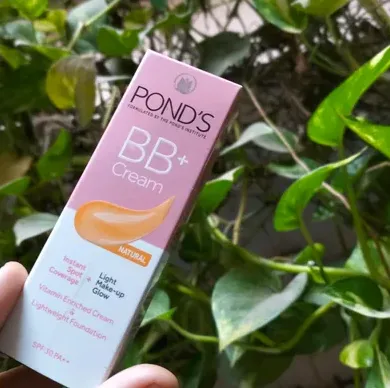 POND'S
FORMULATED BY THE POND'S INSTITUTE
BB+
Cream
NATURAL
Instant
Spot
Coverage
+
Light
Make-up
Glow
Vitamin Enriched Cream
&
Lightweight Foundation
SPF 30 PA++